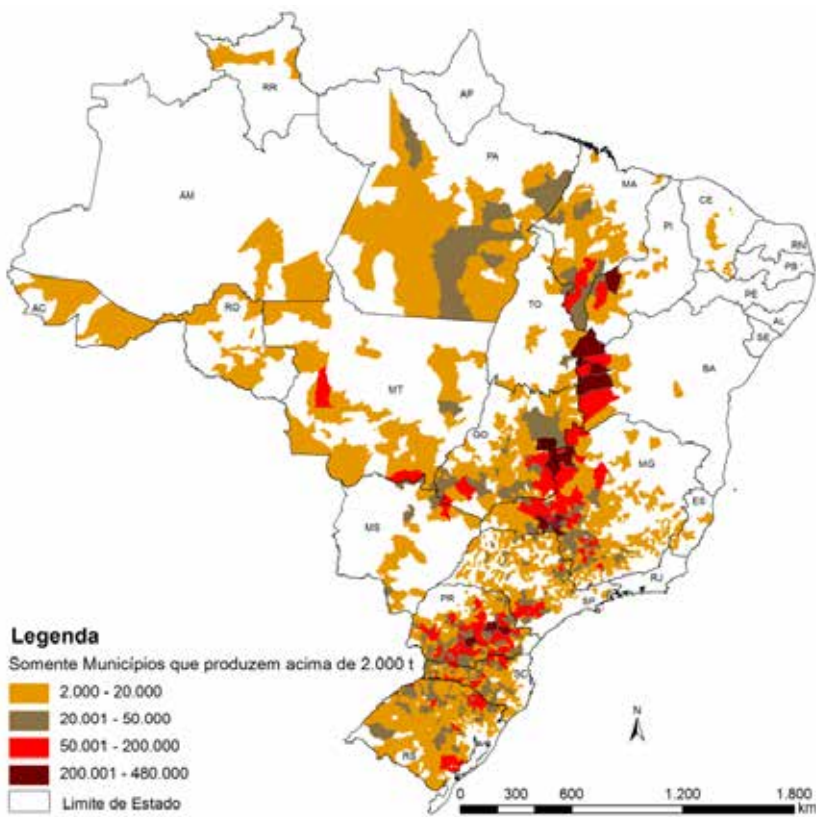 RR
AP
AM
PA
MA
CE
RN
PB
PI
PE
AL
SE
AC
RO
TO
BA
MT
GO
MG
ES
MS
RJ
SP
PR
SC
RS
Legenda
Somente Municípios que produzem acima de 2.000 t
2.000 - 20.000
20.001 - 50.000
50.001 - 200.000
200.001 - 480.000
Limite de Estado
N
0 300 600 1.200 1.800
km